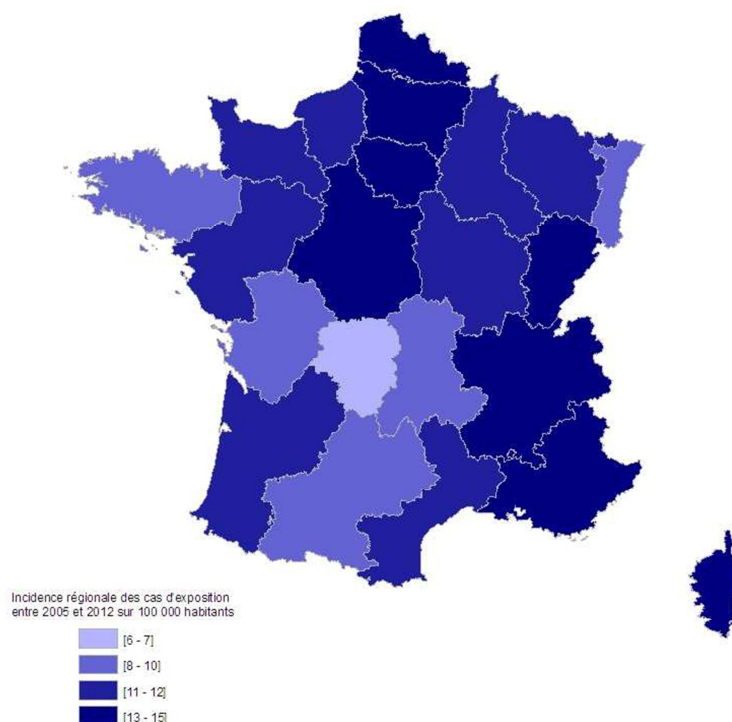 Incidence régionale des cas d'exposition
entre 2005 et 2012 sur 100 000 habitants
[6 - 7]
[8 - 10]
[11 - 12]
[13 - 15]